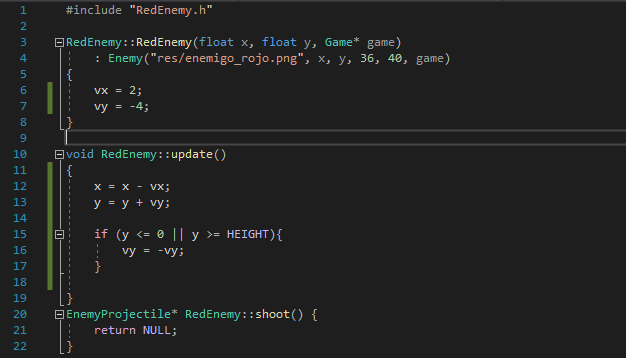 1 #include "RedEnemy.h"
2
3 RedEnemy::RedEnemy(float x, float y, Game* game)
4     : Enemy("res/enemigo_rojo.png", x, y, 36, 40, game)
5 {
6     vx = 2;
7     vy = -4;
8 }
9
10 void RedEnemy::update()
11 {
12     x = x - vx;
13     y = y + vy;
14
15     if (y <= 0 || y >= HEIGHT){
16         vy = -vy;
17     }
18
19 }
20 EnemyProjectile* RedEnemy::shoot() {
21     return NULL;
22 }